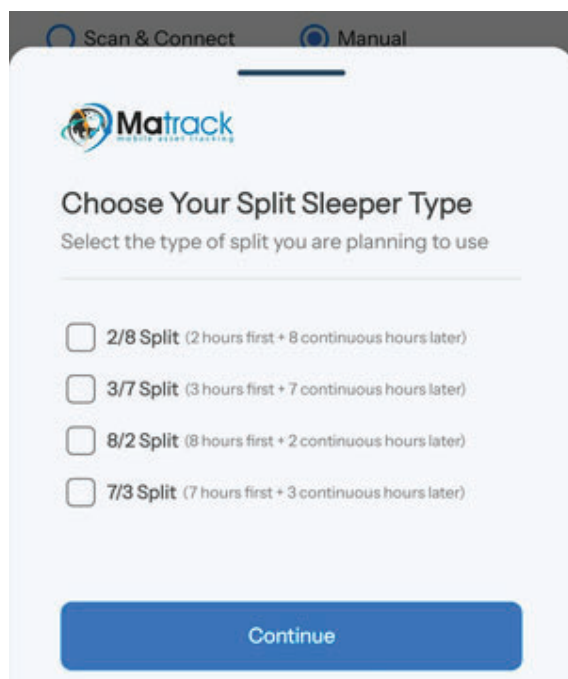 Scan & Connect
Manual
Matrack
mobile asset tracking
Choose Your Split Sleeper Type
Select the type of split you are planning to use
2/8 Split (2 hours first + 8 continuous hours later)
3/7 Split (3 hours first + 7 continuous hours later)
8/2 Split (8 hours first + 2 continuous hours later)
7/3 Split (7 hours first + 3 continuous hours later)
Continue